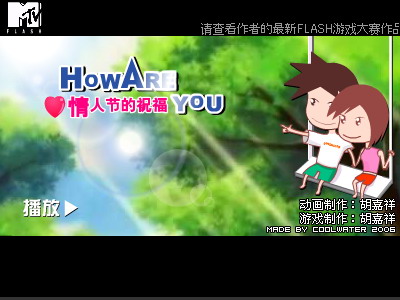 MTV
FLASH
请查看作者的最新FLASH游戏大赛作品
HOWARE
情人节的祝福 YOU
播放
动画制作：胡嘉祥
游戏制作：胡嘉祥
MADE BY COOLWATER 2006